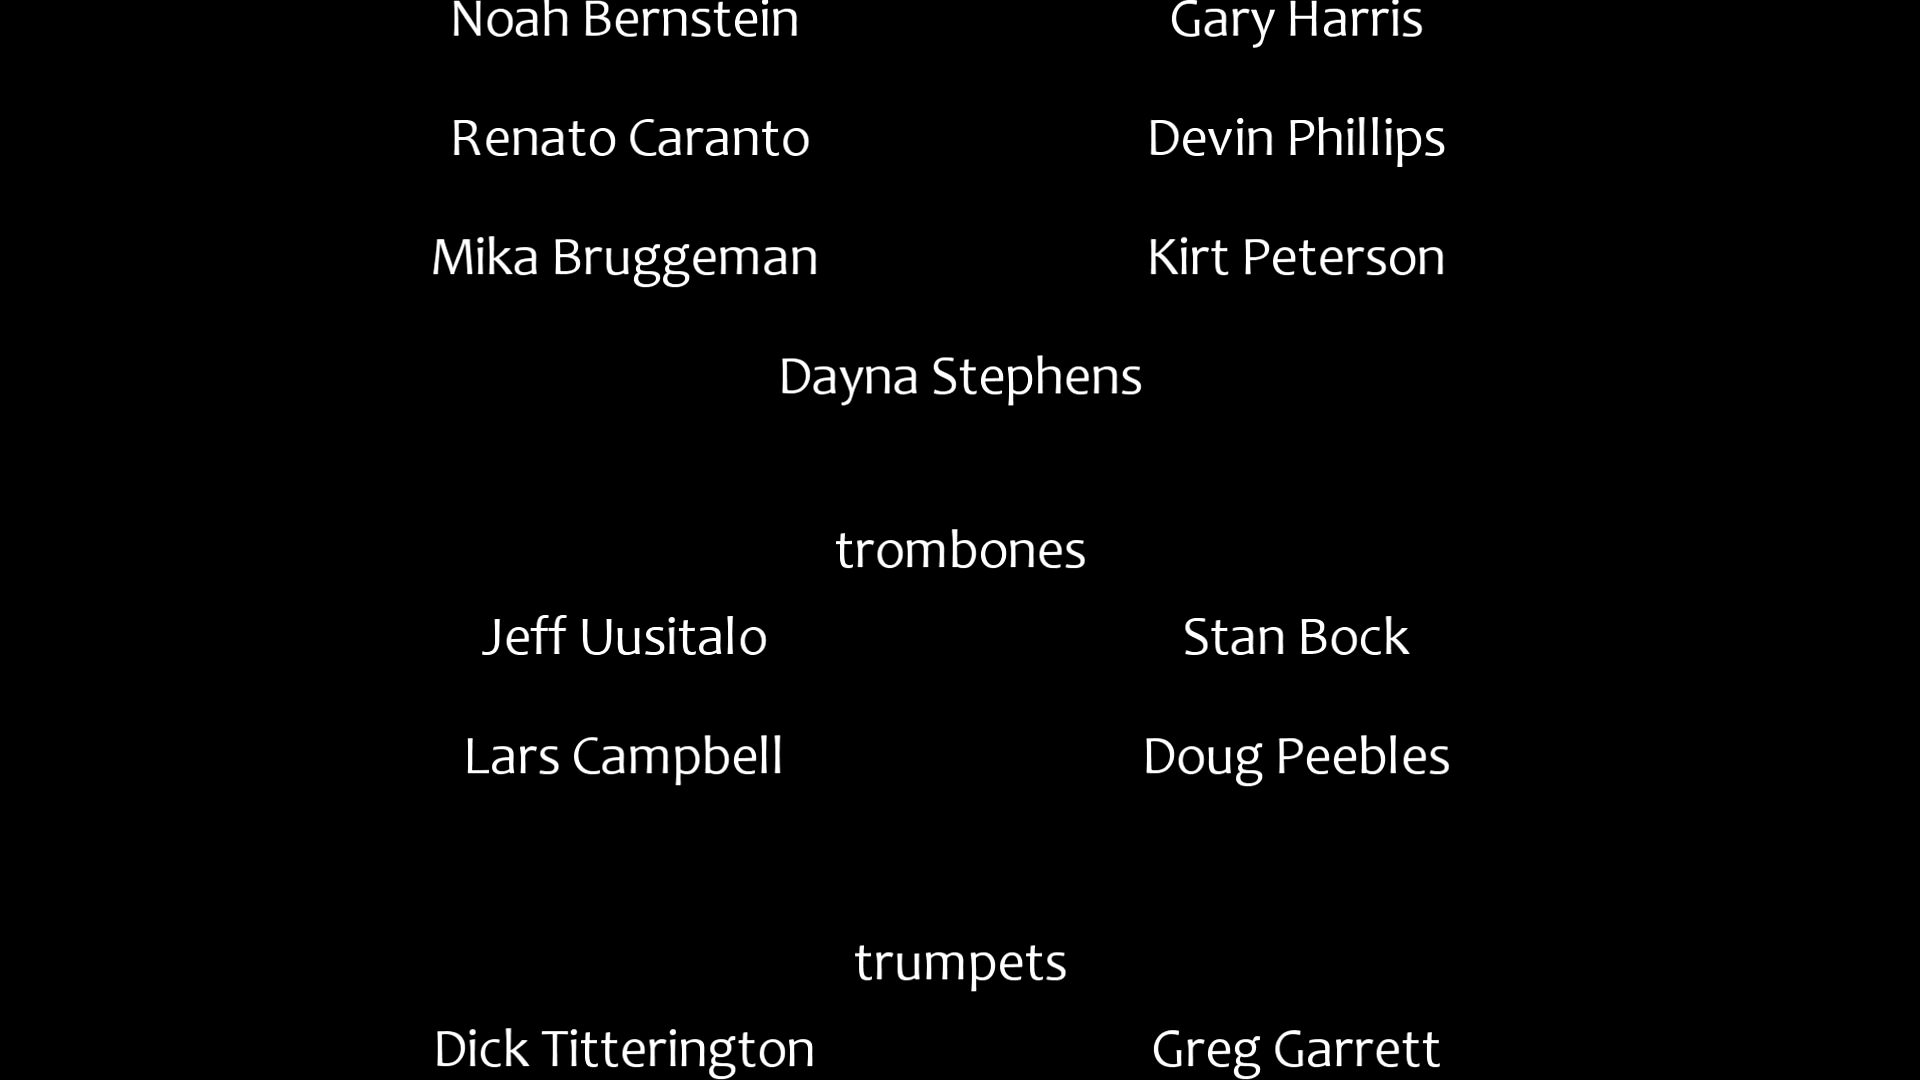 Noah Bernstein Gary Harris
Renato Caranto Devin Phillips
Mika Bruggeman Kirt Peterson
Dayna Stephens
trombones
Jeff Uusitalo Stan Bock
Lars Campbell Doug Peebles
trumpets
Dick Titterington Greg Garrett